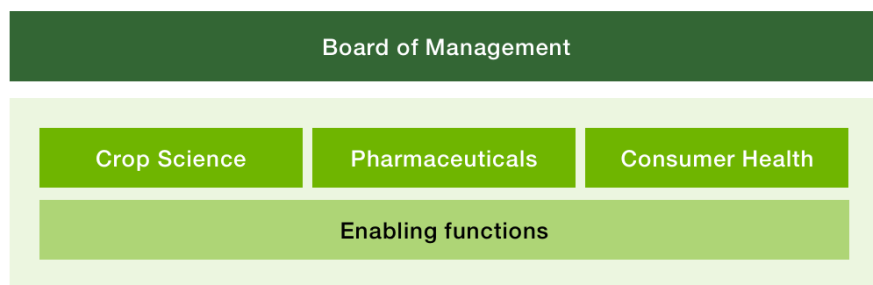 Board of Management
Crop Science
Pharmaceuticals
Consumer Health
Enabling functions